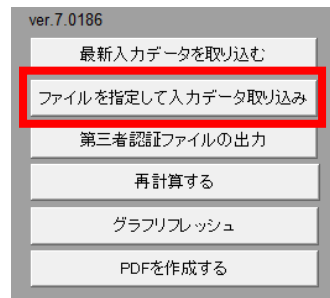 ver.7.0186
最新入力データを取り込む
ファイルを指定して入力データ取り込み
第三者認証ファイルの出力
再計算する
グラフリフレッシュ
PDFを作成する